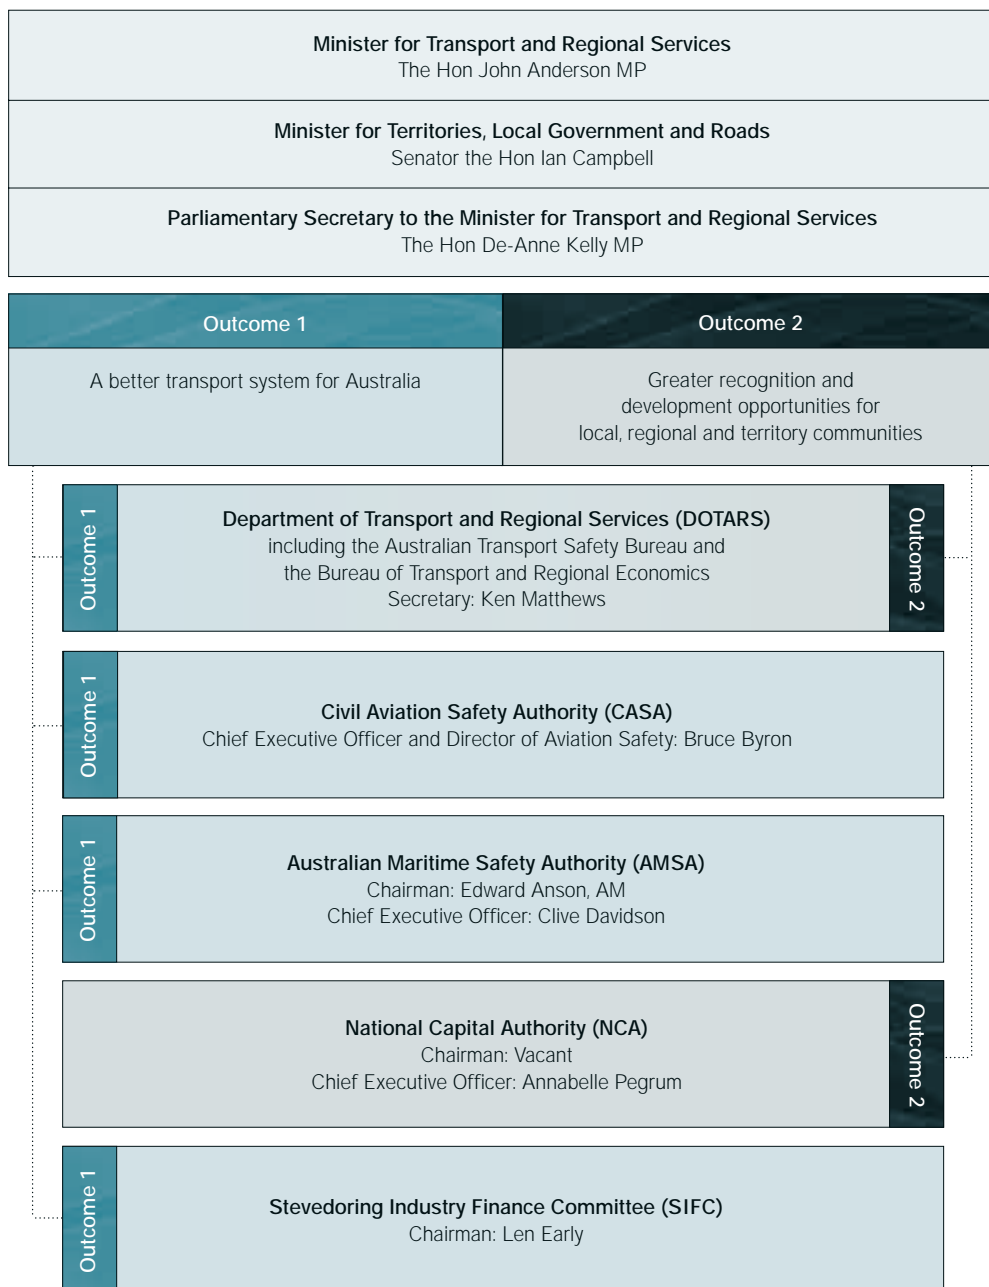 Minister for Transport and Regional Services
The Hon John Anderson MP
Minister for Territories, Local Government and Roads
Senator the Hon Ian Campbell
Parliamentary Secretary to the Minister for Transport and Regional Services
The Hon De-Anne Kelly MP
Outcome 1
Outcome 2
A better transport system for Australia
Greater recognition and
development opportunities for
local, regional and territory communities
Outcome 1
Department of Transport and Regional Services (DOTARS)
including the Australian Transport Safety Bureau and
the Bureau of Transport and Regional Economics
Secretary: Ken Matthews
Outcome 2
Outcome 1
Civil Aviation Safety Authority (CASA)
Chief Executive Officer and Director of Aviation Safety: Bruce Byron
Outcome 1
Australian Maritime Safety Authority (AMSA)
Chairman: Edward Anson, AM
Chief Executive Officer: Clive Davidson
National Capital Authority (NCA)
Chairman: Vacant
Chief Executive Officer: Annabelle Pegrum
Outcome 2
Outcome 1
Stevedoring Industry Finance Committee (SIFC)
Chairman: Len Early